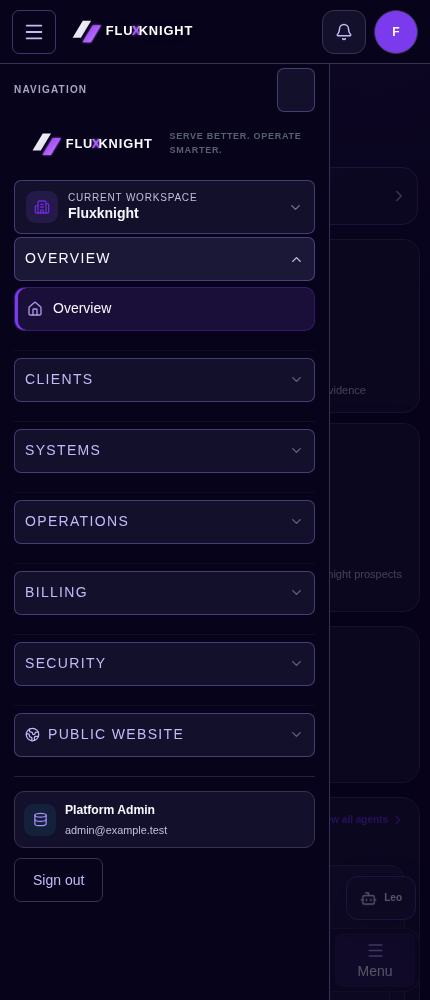 FLUXKNIGHT
F
NAVIGATION
FLUXKNIGHT
SERVE BETTER. OPERATE
SMARTER.
CURRENT WORKSPACE
Fluxknight
OVERVIEW
Overview
CLIENTS
vidence
SYSTEMS
OPERATIONS
night prospects
BILLING
SECURITY
PUBLIC WEBSITE
Platform Admin
admin@example.test
w all agents
Sign out
Leo
Menu